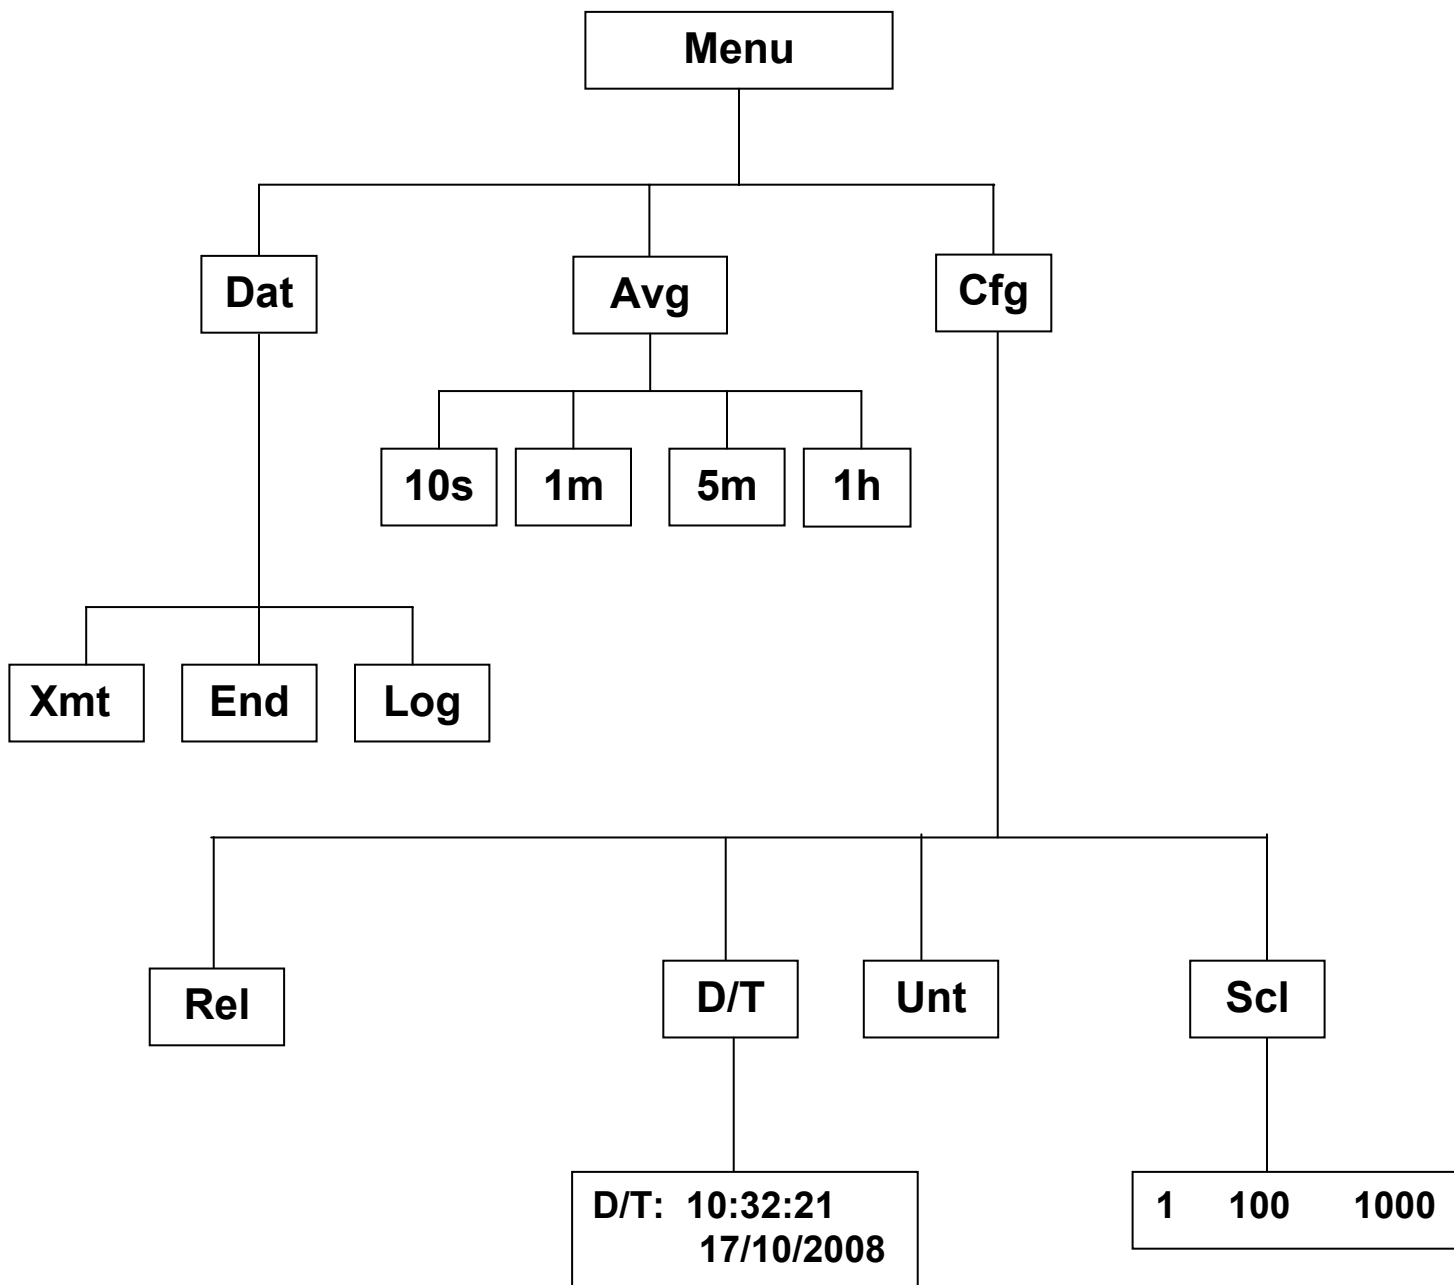 Menu
Dat
Avg
Cfg
10s
1m
5m
1h
Xmt
End
Log
Rel
D/T
Unt
Scl
D/T: 10:32:21
17/10/2008
1 100 1000